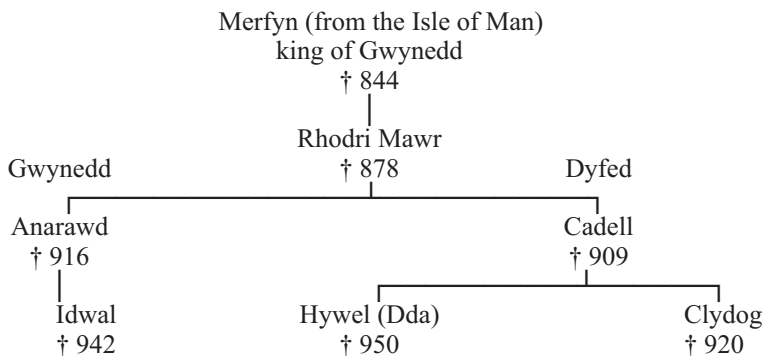 Merfyn (from the Isle of Man)
king of Gwynedd
† 844
Rhodri Mawr
Gwynedd † 878 Dyfed
Anarawd Cadell
† 916 † 909
Idwal Hywel (Dda) Clydog
† 942 † 950 † 920